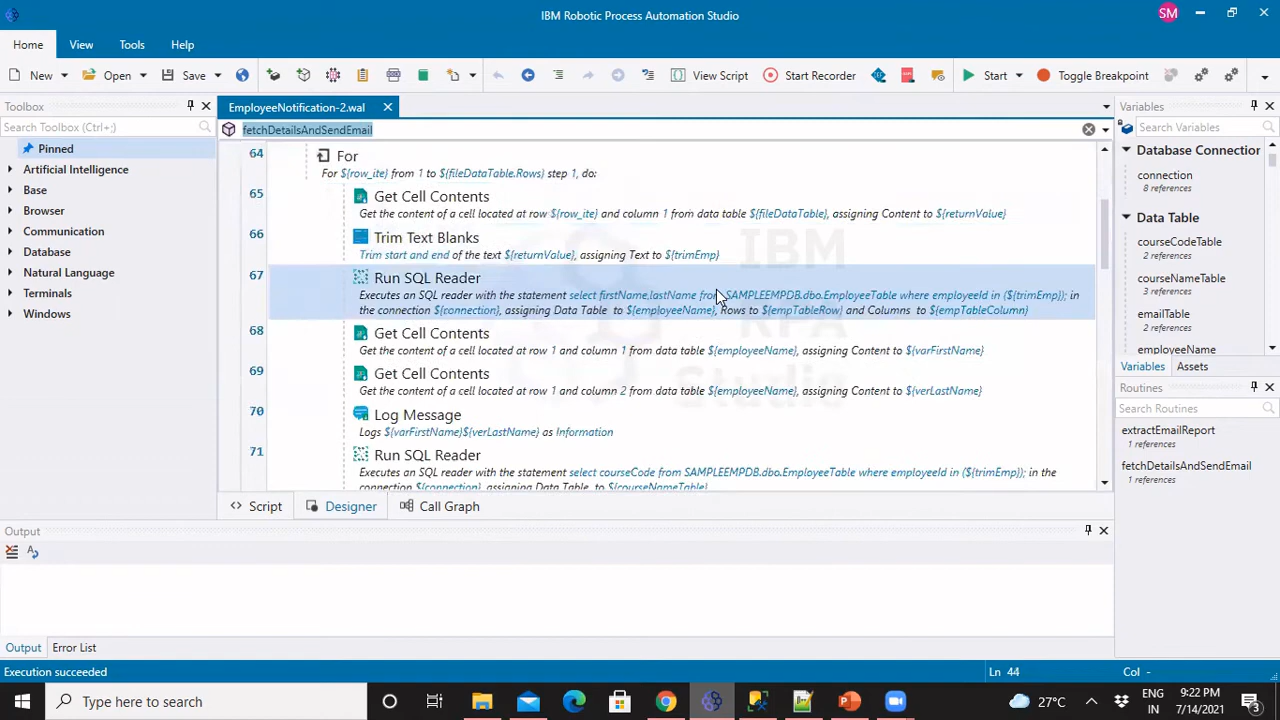 IBM Robotic Process Automation Studio
SM
Home
View
Tools
Help
New
Open
Save
View Script
Start Recorder
Start
Toggle Breakpoint
Toolbox
EmployeeNotification-2.wal
Variables
Search Toolbox (Ctrl+;)
fetchDetailsAndSendEmail
Search Variables
Pinned
Artificial Intelligence
Base
Browser
Communication
Database
Natural Language
Terminals
Windows
64
For
For ${row_ite} from 1 to ${fileDataTable.Rows} step 1, do:
65
Get Cell Contents
Get the content of a cell located at row ${row_ite} and column 1 from data table ${fileDataTable}, assigning Content to ${returnValue}
66
Trim Text Blanks
Trim start and end of the text ${returnValue}, assigning Text to ${trimEmp}
67
Run SQL Reader
Executes an SQL reader with the statement select firstName,lastName from SAMPLEEMPDB.dbo.EmployeeTable where employeeId in (${trimEmp}); in
the connection ${connection}, assigning Data Table to ${employeeName}, Rows to ${empTableRow} and Columns to ${empTableColumn}
68
Get Cell Contents
Get the content of a cell located at row 1 and column 1 from data table ${employeeName}, assigning Content to ${varFirstName}
69
Get Cell Contents
Get the content of a cell located at row 1 and column 2 from data table ${employeeName}, assigning Content to ${verLastName}
70
Log Message
Logs ${varFirstName}${verLastName} as Information
71
Run SQL Reader
Executes an SQL reader with the statement select courseCode from SAMPLEEMPDB.dbo.EmployeeTable where employeeId in (${trimEmp}); in the
connection ${connection}, assigning Data Table to ${courseNameTable}
IBM
RPA
Studio
Database Connection
connection
8 references
Data Table
courseCodeTable
2 references
courseNameTable
3 references
emailTable
2 references
employeeName
Variables
Assets
Routines
Search Routines
extractEmailReport
1 references
fetchDetailsAndSendEmail
1 references
Script
Designer
Call Graph
Output
Output
Error List
Execution succeeded
Ln 44
Col -
Type here to search
27°C
ENG
IN
9:22 PM
7/14/2021
3